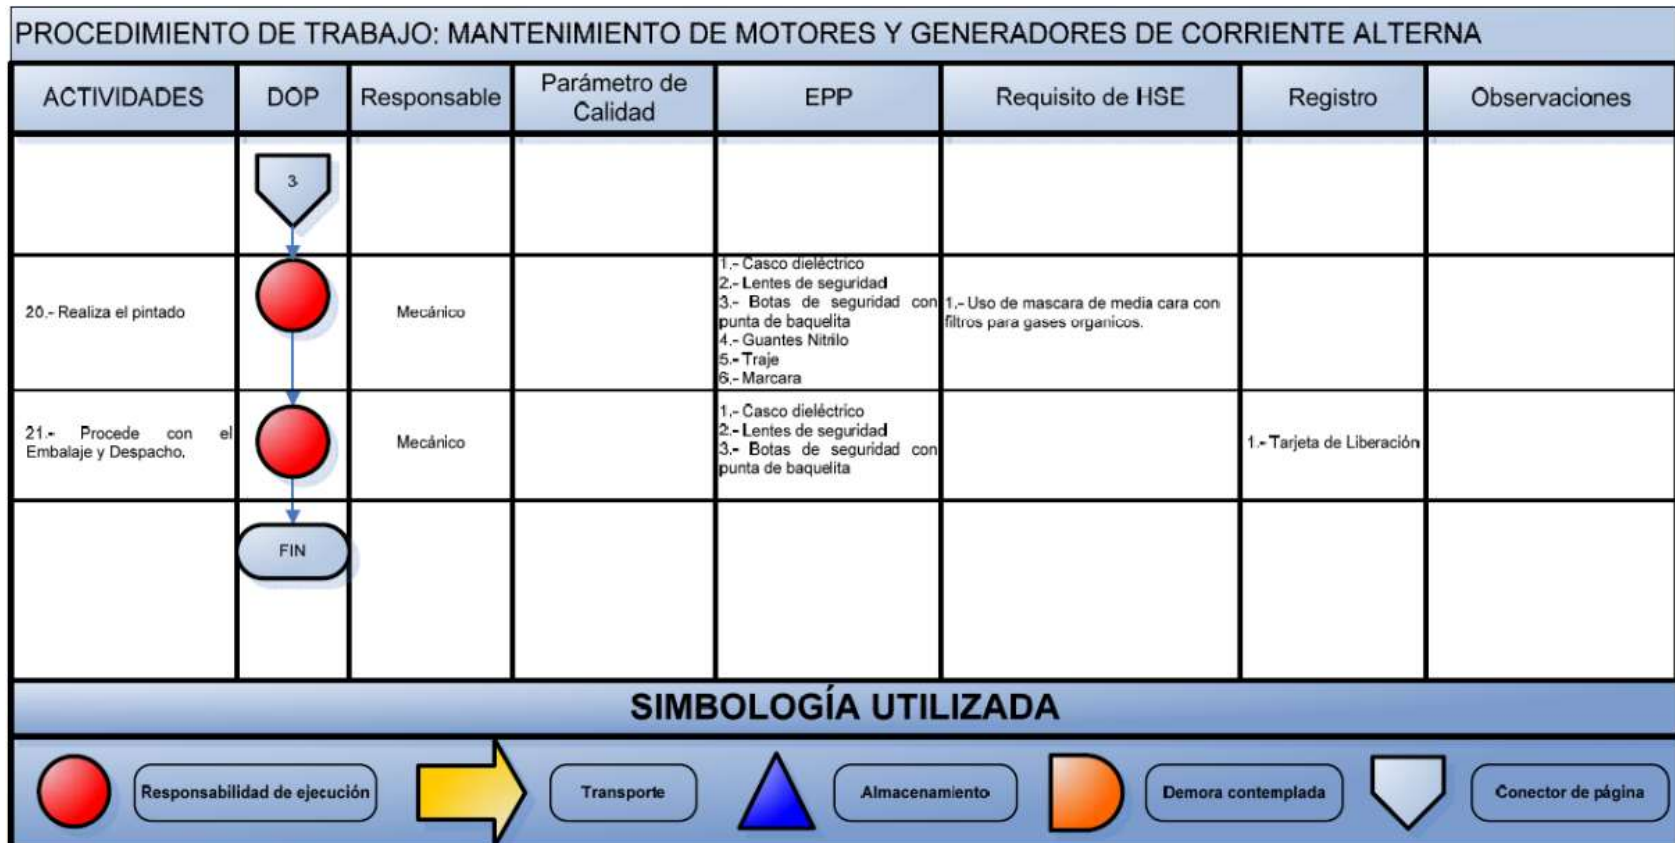 PROCEDIMIENTO DE TRABAJO: MANTENIMIENTO DE MOTORES Y GENERADORES DE CORRIENTE ALTERNA
ACTIVIDADES
DOP
Responsable
Parámetro de
Calidad
EPP
Requisito de HSE
Registro
Observaciones
3
20.- Realiza el pintado
Mecánico
1.- Casco dieléctrico
2.- Lentes de seguridad
3.- Botas de seguridad con
punta de baquelita
4.- Guantes Nitrilo
5.- Traje
6.- Marcara
1.- Uso de mascara de media cara con
filtros para gases organicos.
21.- Procede con el
Embalaje y Despacho.
Mecánico
1.- Casco dieléctrico
2.- Lentes de seguridad
3.- Botas de seguridad con
punta de baquelita
1.- Tarjeta de Liberación
FIN
SIMBOLOGÍA UTILIZADA
Responsabilidad de ejecución
Transporte
Almacenamiento
Demora contemplada
Conector de página